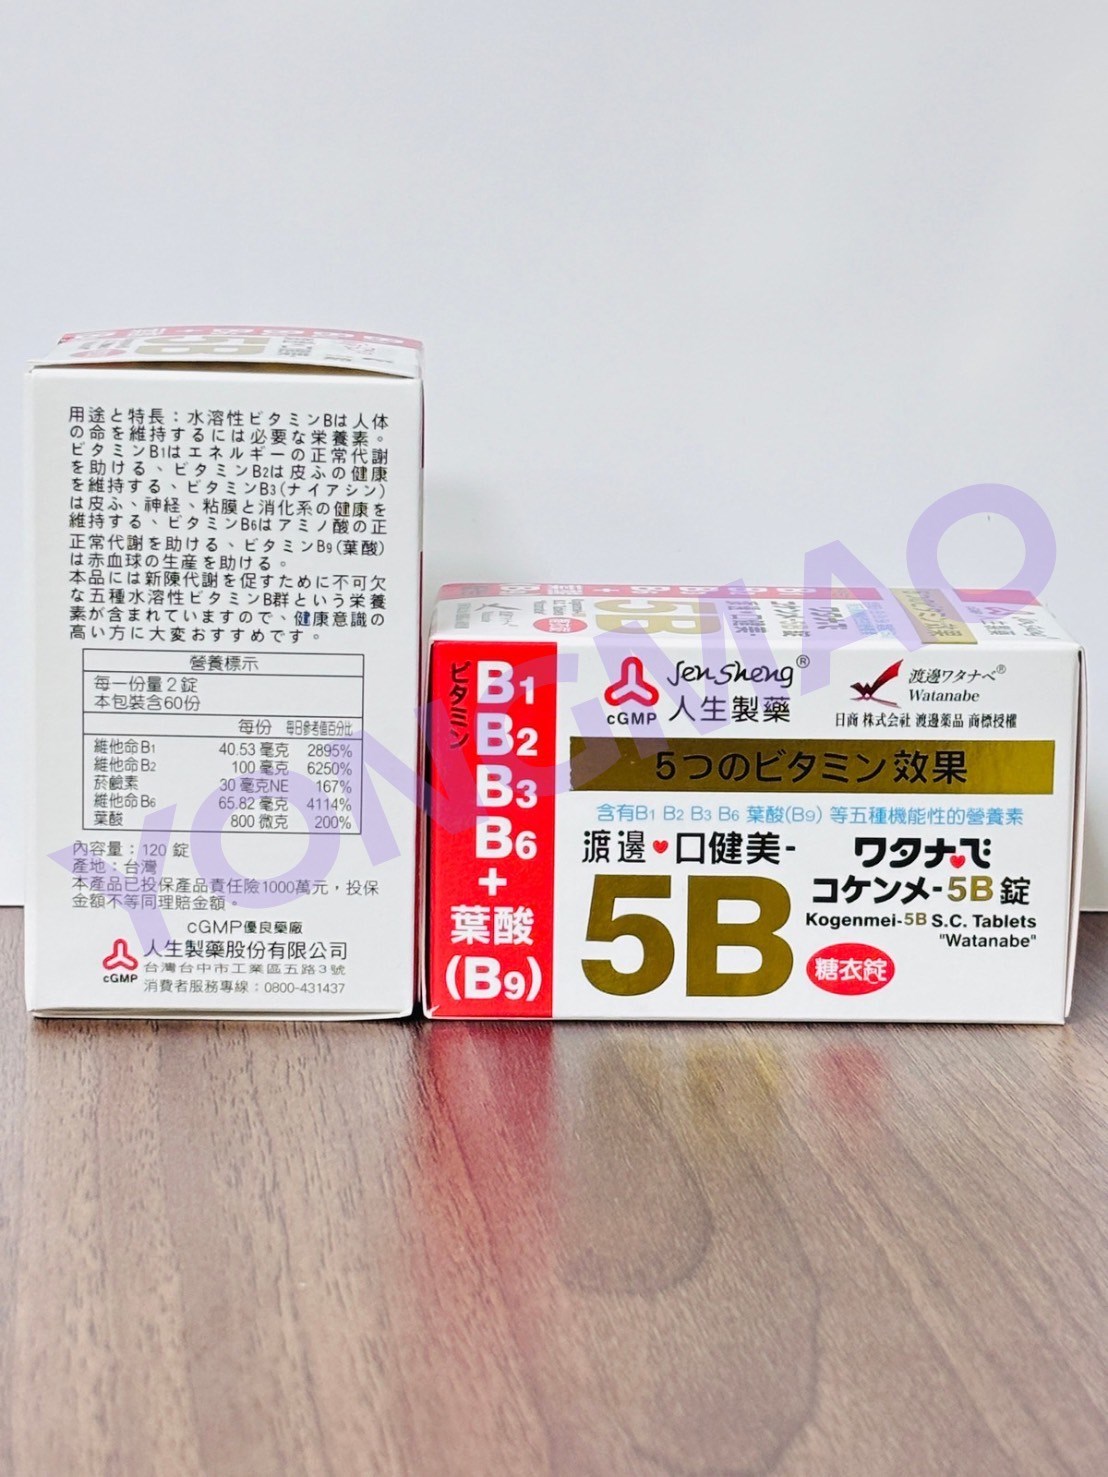 用途と特長：水溶性ビタミンBは人体
の命を維持するには必要な栄養素。
ビタミンB1はエネルギーの正常代謝
を助ける、ビタミンB2は皮ふの健康
を維持する、ビタミンB3(ナイアシン)
は皮ふ、神経、粘膜と消化系の健康を
維持する、ビタミンB6はアミノ酸の正
正常代謝を助ける、ビタミンB9(葉酸)
は赤血球の生産を助ける。
本品には新陳代謝を促すために不可欠
な五種水溶性ビタミンB群という栄養
素が含まれていますので、健康意識の
高い方に大変おすすめです。
營養標示
每一份量2錠
本包裝含60份
每份 每日參考值百分比
維他命B1 40.53 毫克 2895%
維他命B2 100 毫克 6250%
菸鹼素 30 毫克NE 167%
維他命B6 65.82 毫克 4114%
葉酸 800 微克 200%
內容量：120 錠
產地：台灣
本產品已投保產品責任險1000萬元，投保
金額不等同理賠金額。
cGMP優良藥廠
cGMP 人生製藥股份有限公司
台灣台中市工業區五路3號
消費者服務專線：0800-431437
ビタミン
B1
B2
B3
B6
+
葉酸
(B9)
Jen Sheng®
cGMP 人生製藥
渡邊ワタナベ®
Watanabe
日商 株式会社 渡邊薬品 商標授權
5つのビタミン効果
含有B1 B2 B3 B6 葉酸(B9) 等五種機能性的營養素
渡邊♥口健美-
5B
ワタナベ
コケンメ-5B錠
Kogenmei-5B S.C. Tablets
"Watanabe"
糖衣錠
YONGMAO